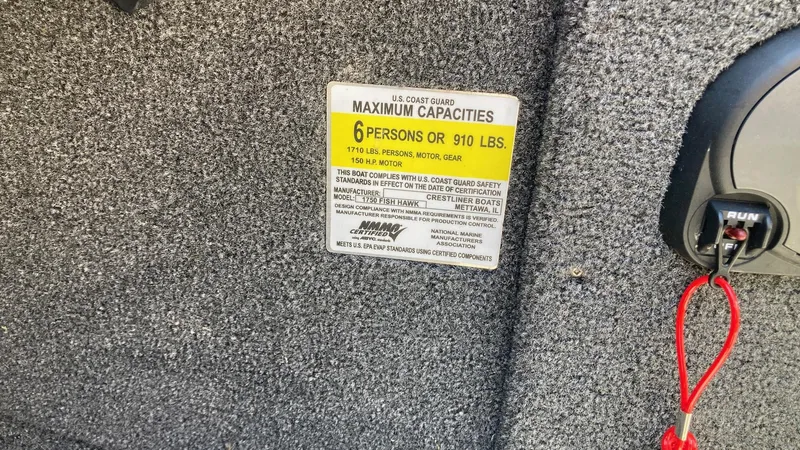 U.S. COAST GUARD
MAXIMUM CAPACITIES
6 PERSONS OR 910 LBS.
1710 LBS. PERSONS, MOTOR, GEAR
150 H.P. MOTOR
THIS BOAT COMPLIES WITH U.S. COAST GUARD SAFETY
STANDARDS IN EFFECT ON THE DATE OF CERTIFICATION
MANUFACTURER: CRESTLINER BOATS
MODEL: 1750 FISH HAWK METTAWA, IL
DESIGN COMPLIANCE WITH NMMA REQUIREMENTS IS VERIFIED.
MANUFACTURER RESPONSIBLE FOR PRODUCTION CONTROL.
NMMA
CERTIFIED
NATIONAL MARINE
MANUFACTURERS
ASSOCIATION
MEETS U.S. EPA EVAP STANDARDS USING CERTIFIED COMPONENTS
RUN